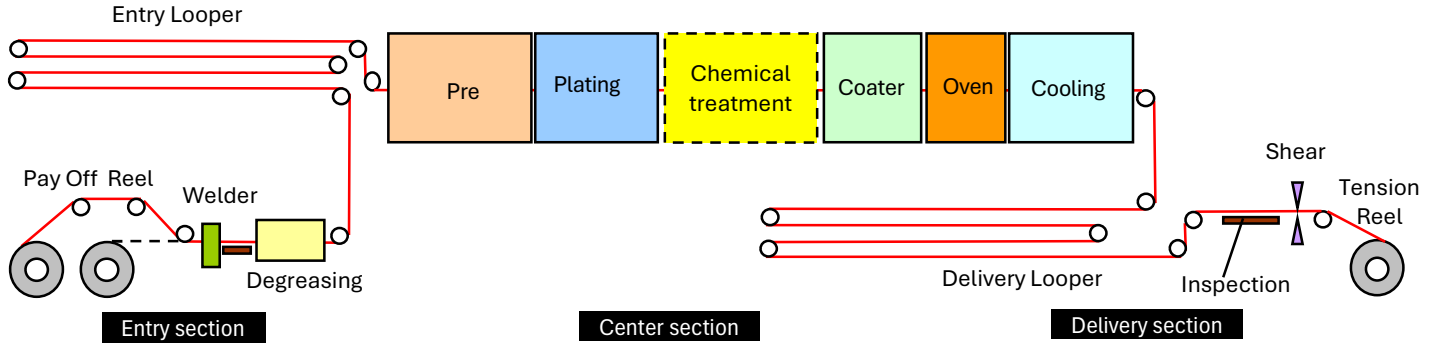 Entry Looper
Pre
Plating
Chemical
treatment
Coater
Oven
Cooling
Pay Off Reel
Welder
Degreasing
Shear
Tension
Reel
Delivery Looper
Inspection
Entry section
Center section
Delivery section